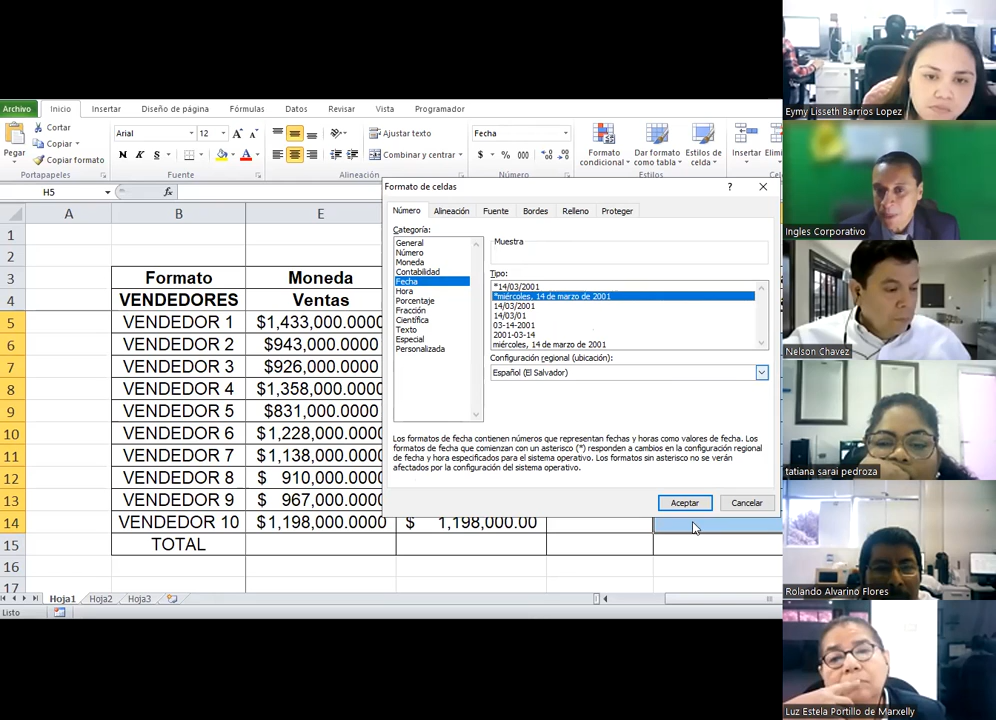 Archivo Inicio Insertar Diseño de página Fórmulas Datos Revisar Vista Programador
Pegar
Cortar
Copiar
Copiar formato
Portapapeles
Arial 12
N K S
Fuente
Ajustar texto
Combinar y centrar
Alineación
Fecha
$ % 000
Número
Formato condicional
Dar formato como tabla
Estilos de celda
Estilos
Insertar Elimi
H5 fx
A B E
1
2
3 Formato Moneda
4 VENDEDORES Ventas
5 VENDEDOR 1 $1,433,000.0000
6 VENDEDOR 2 $943,000.0000
7 VENDEDOR 3 $926,000.0000
8 VENDEDOR 4 $1,358,000.0000
9 VENDEDOR 5 $831,000.0000
10 VENDEDOR 6 $1,228,000.0000
11 VENDEDOR 7 $1,138,000.0000
12 VENDEDOR 8 $ 910,000.0000
13 VENDEDOR 9 $ 967,000.0000
14 VENDEDOR 10 $1,198,000.0000 $ 1,198,000.00
15 TOTAL
16
17
Hoja1 Hoja2 Hoja3
Listo
Formato de celdas
Número Alineación Fuente Bordes Relleno Proteger
Categoría:
General
Número
Moneda
Contabilidad
Fecha
Hora
Porcentaje
Fracción
Científica
Texto
Especial
Personalizada
Muestra
Tipo:
*14/03/2001
*miércoles, 14 de marzo de 2001
14/03/2001
14/03/01
03-14-2001
2001-03-14
miércoles, 14 de marzo de 2001
Configuración regional (ubicación):
Español (El Salvador)
Los formatos de fecha contienen números que representan fechas y horas como valores de fecha. Los
formatos de fecha que comienzan con un asterisco (*) responden a cambios en la configuración regional
de fecha y hora especificados para el sistema operativo. Los formatos sin asterisco no se verán
afectados por la configuración del sistema operativo.
Aceptar Cancelar
Eymy Lisseth Barrios Lopez
Ingles Corporativo
Nelson Chavez
tatiana sarai pedroza
Rolando Alvarino Flores
Luz Estela Portillo de Marxelly